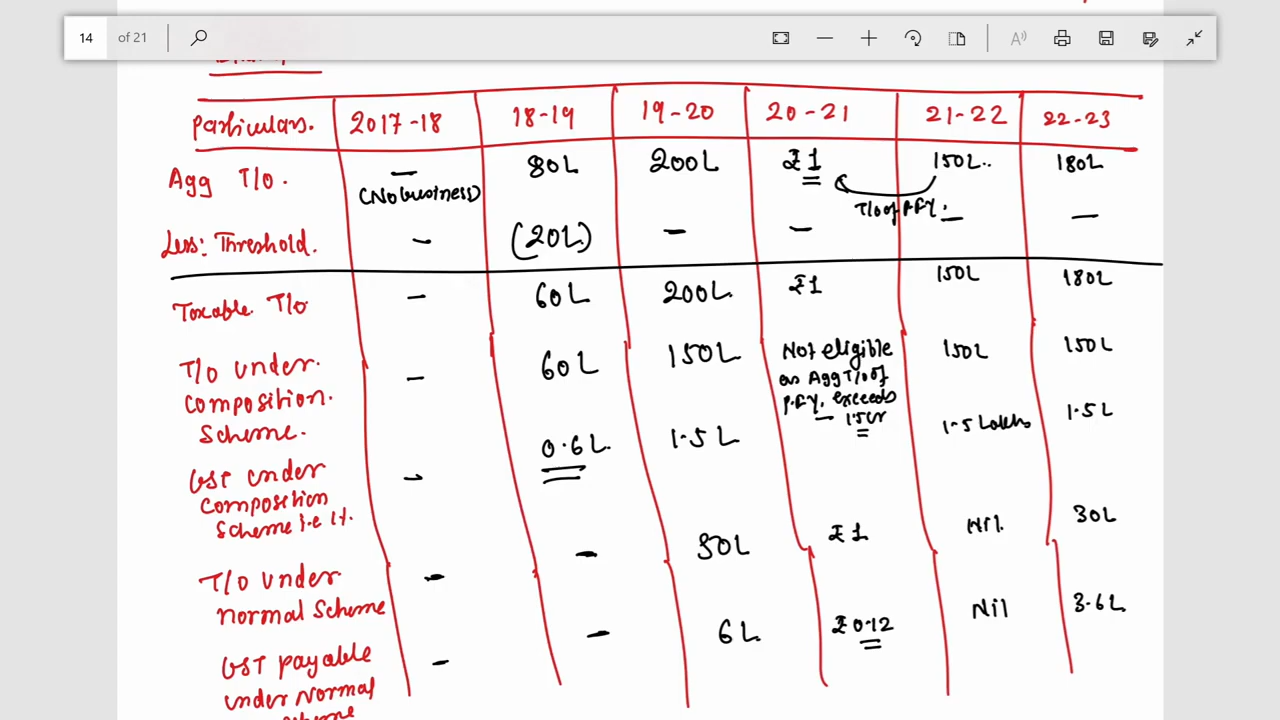 14 of 21
Particulars. 2017-18 18-19 19-20 20-21 21-22 22-23
Agg T/o. — 80L 200L ₹1 150L.. 180L
(No business) T/o of P.F.Y. — —
Less: Threshold. — (20L) — —
Taxable T/o — 60L 200L. ₹1 150L 180L
T/o under — 60L 150L Not eligible 150L 150L
composition. as Agg T/o of
Scheme. P.F.Y. exceeds
1.5cr
GST under — 0.6L. 1.5L 1.5 Lakhs 1.5L
composition
Scheme i.e 1%.
T/o under — — 50L ₹1 Nil. 30L
Normal Scheme
GST payable — — 6L. ₹0.12 Nil 3.6L
under Normal